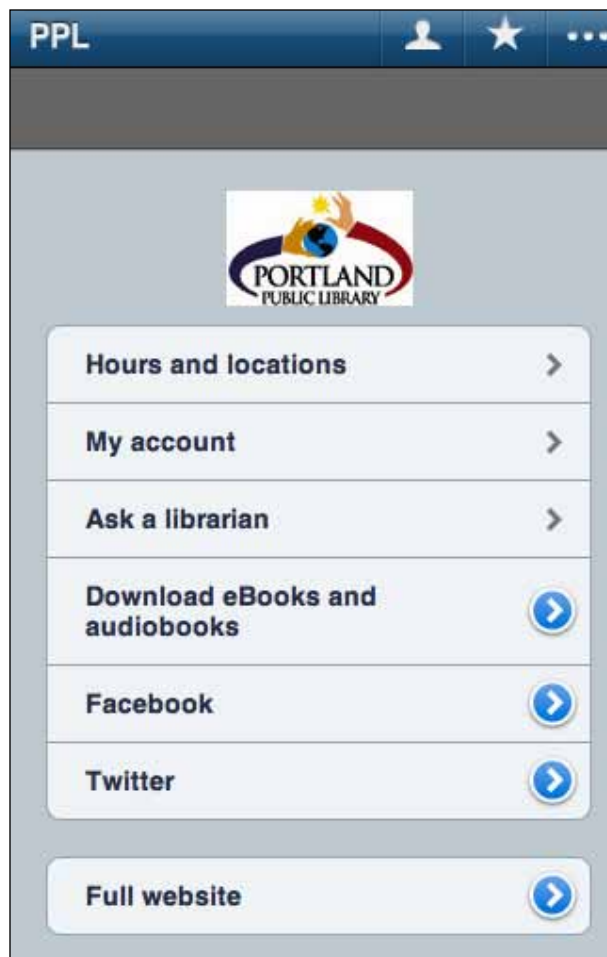 PPL
PORTLAND
PUBLIC LIBRARY
Hours and locations
My account
Ask a librarian
Download eBooks and
audiobooks
Facebook
Twitter
Full website